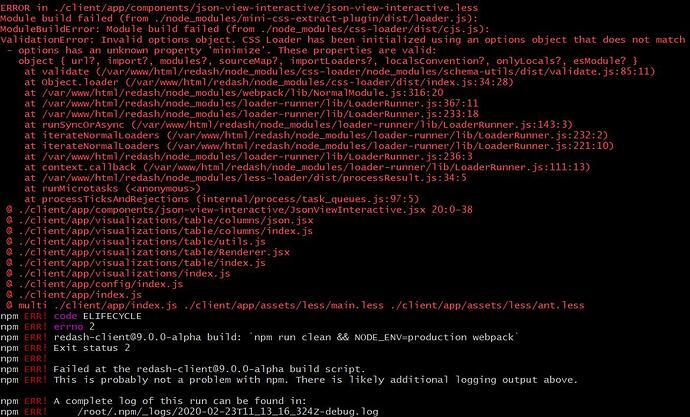 ERROR in ./client/app/components/json-view-interactive/json-view-interactive.less
Module build failed (from ./node_modules/mini-css-extract-plugin/dist/loader.js):
ModuleBuildError: Module build failed (from ./node_modules/css-loader/dist/cjs.js):
ValidationError: Invalid options object. CSS Loader has been initialized using an options object that does not match
- options has an unknown property 'minimize'. These properties are valid:
object { url?, import?, modules?, sourceMap?, importLoaders?, localsConvention?, onlyLocals?, esModule? }
at validate (/var/www/html/redash/node_modules/css-loader/node_modules/schema-utils/dist/validate.js:85:11)
at Object.loader (/var/www/html/redash/node_modules/css-loader/dist/index.js:34:28)
at /var/www/html/redash/node_modules/webpack/lib/NormalModule.js:316:20
at /var/www/html/redash/node_modules/loader-runner/lib/LoaderRunner.js:367:11
at /var/www/html/redash/node_modules/loader-runner/lib/LoaderRunner.js:233:18
at runSyncOrAsync (/var/www/html/redash/node_modules/loader-runner/lib/LoaderRunner.js:143:3)
at iterateNormalLoaders (/var/www/html/redash/node_modules/loader-runner/lib/LoaderRunner.js:232:2)
at iterateNormalLoaders (/var/www/html/redash/node_modules/loader-runner/lib/LoaderRunner.js:221:10)
at /var/www/html/redash/node_modules/loader-runner/lib/LoaderRunner.js:236:3
at context.callback (/var/www/html/redash/node_modules/loader-runner/lib/LoaderRunner.js:111:13)
at /var/www/html/redash/node_modules/less-loader/dist/processResult.js:34:5
at runMicrotasks (<anonymous>)
at processTicksAndRejections (internal/process/task_queues.js:97:5)
@ ./client/app/components/json-view-interactive/JsonViewInteractive.jsx 20:0-38
@ ./client/app/visualizations/table/columns/json.jsx
@ ./client/app/visualizations/table/columns/index.js
@ ./client/app/visualizations/table/utils.js
@ ./client/app/visualizations/table/Renderer.jsx
@ ./client/app/visualizations/table/index.js
@ ./client/app/visualizations/index.js
@ ./client/app/config/index.js
@ ./client/app/index.js
@ multi ./client/app/index.js ./client/app/assets/less/main.less ./client/app/assets/less/ant.less
npm ERR! code ELIFECYCLE
npm ERR! errno 2
npm ERR! redash-client@9.0.0-alpha build: `npm run clean && NODE_ENV=production webpack`
npm ERR! Exit status 2
npm ERR!
npm ERR! Failed at the redash-client@9.0.0-alpha build script.
npm ERR! This is probably not a problem with npm. There is likely additional logging output above.
npm ERR! A complete log of this run can be found in:
npm ERR! /root/.npm/_logs/2020-02-23T11_13_16_324Z-debug.log